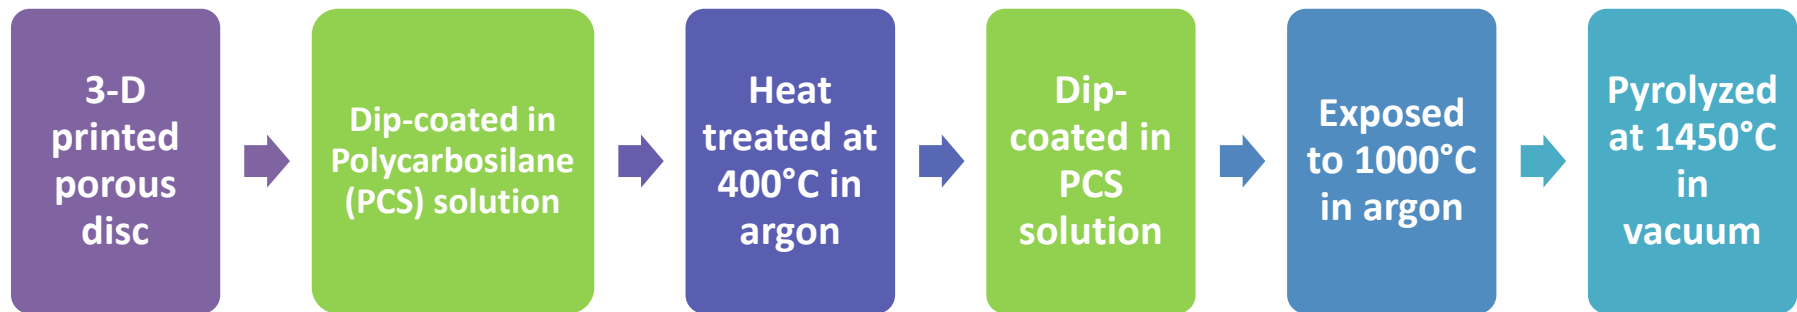 3-D
printed
porous
disc
Dip-coated in
Polycarbosilane
(PCS) solution
Heat
treated at
400°C in
argon
Dip-
coated in
PCS
solution
Exposed
to 1000°C
in argon
Pyrolyzed
at 1450°C
in
vacuum